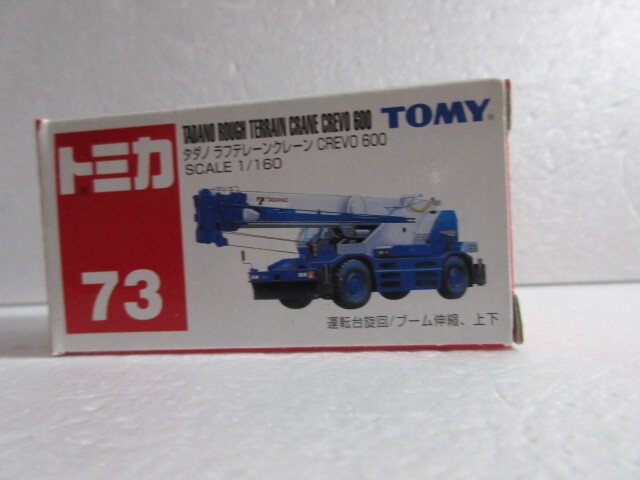 トミカ
73
TADANO ROUGH TERRAIN CRANE CREVO 600
TOMY
タダノ ラフテレーンクレーン CREVO 600
SCALE 1/160
TADANO
運転台旋回/ブーム伸縮、上下